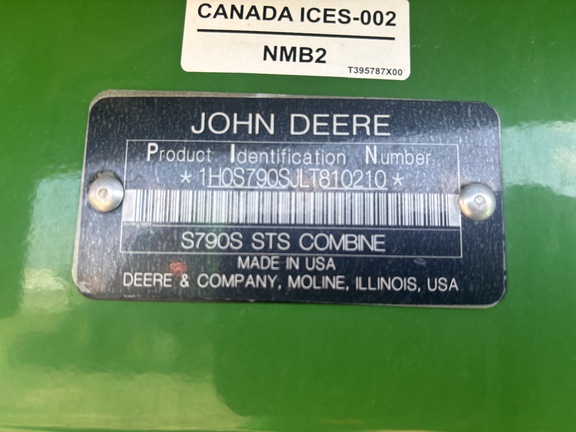 CANADA ICES-002
NMB2
T395787X00
JOHN DEERE
Product Identification Number
*1H0S790SJLT810210*
S790S STS COMBINE
MADE IN USA
DEERE & COMPANY, MOLINE, ILLINOIS, USA